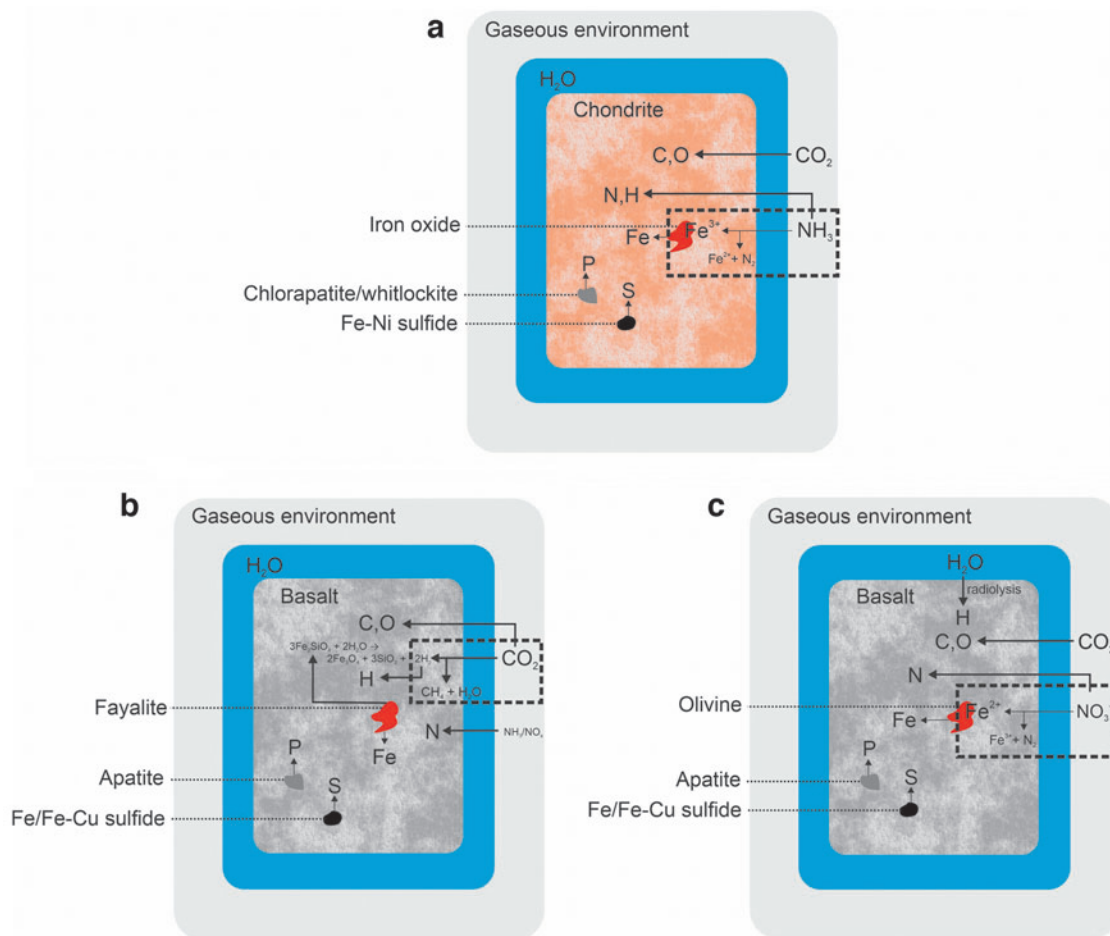 a
Gaseous environment
H₂O
Chondrite
C,O
CO₂
N,H
Iron oxide
Fe
Fe³⁺
NH₃
Fe²⁺+ N₂
P
Chlorapatite/whitlockite
S
Fe-Ni sulfide
b
Gaseous environment
H₂O
Basalt
C,O
3Fe₂SiO₄ + 2H₂O →
2Fe₃O₄ + 3SiO₂ + 2H₂
CO₂
H
CH₄ + H₂O
Fayalite
N
NH₃/NOₓ
Fe
P
Apatite
S
Fe/Fe-Cu sulfide
c
Gaseous environment
H₂O
radiolysis
Basalt
H
C,O
CO₂
N
Olivine
Fe
Fe²⁺
NO₃
Fe³⁺+ N₂
P
Apatite
S
Fe/Fe-Cu sulfide